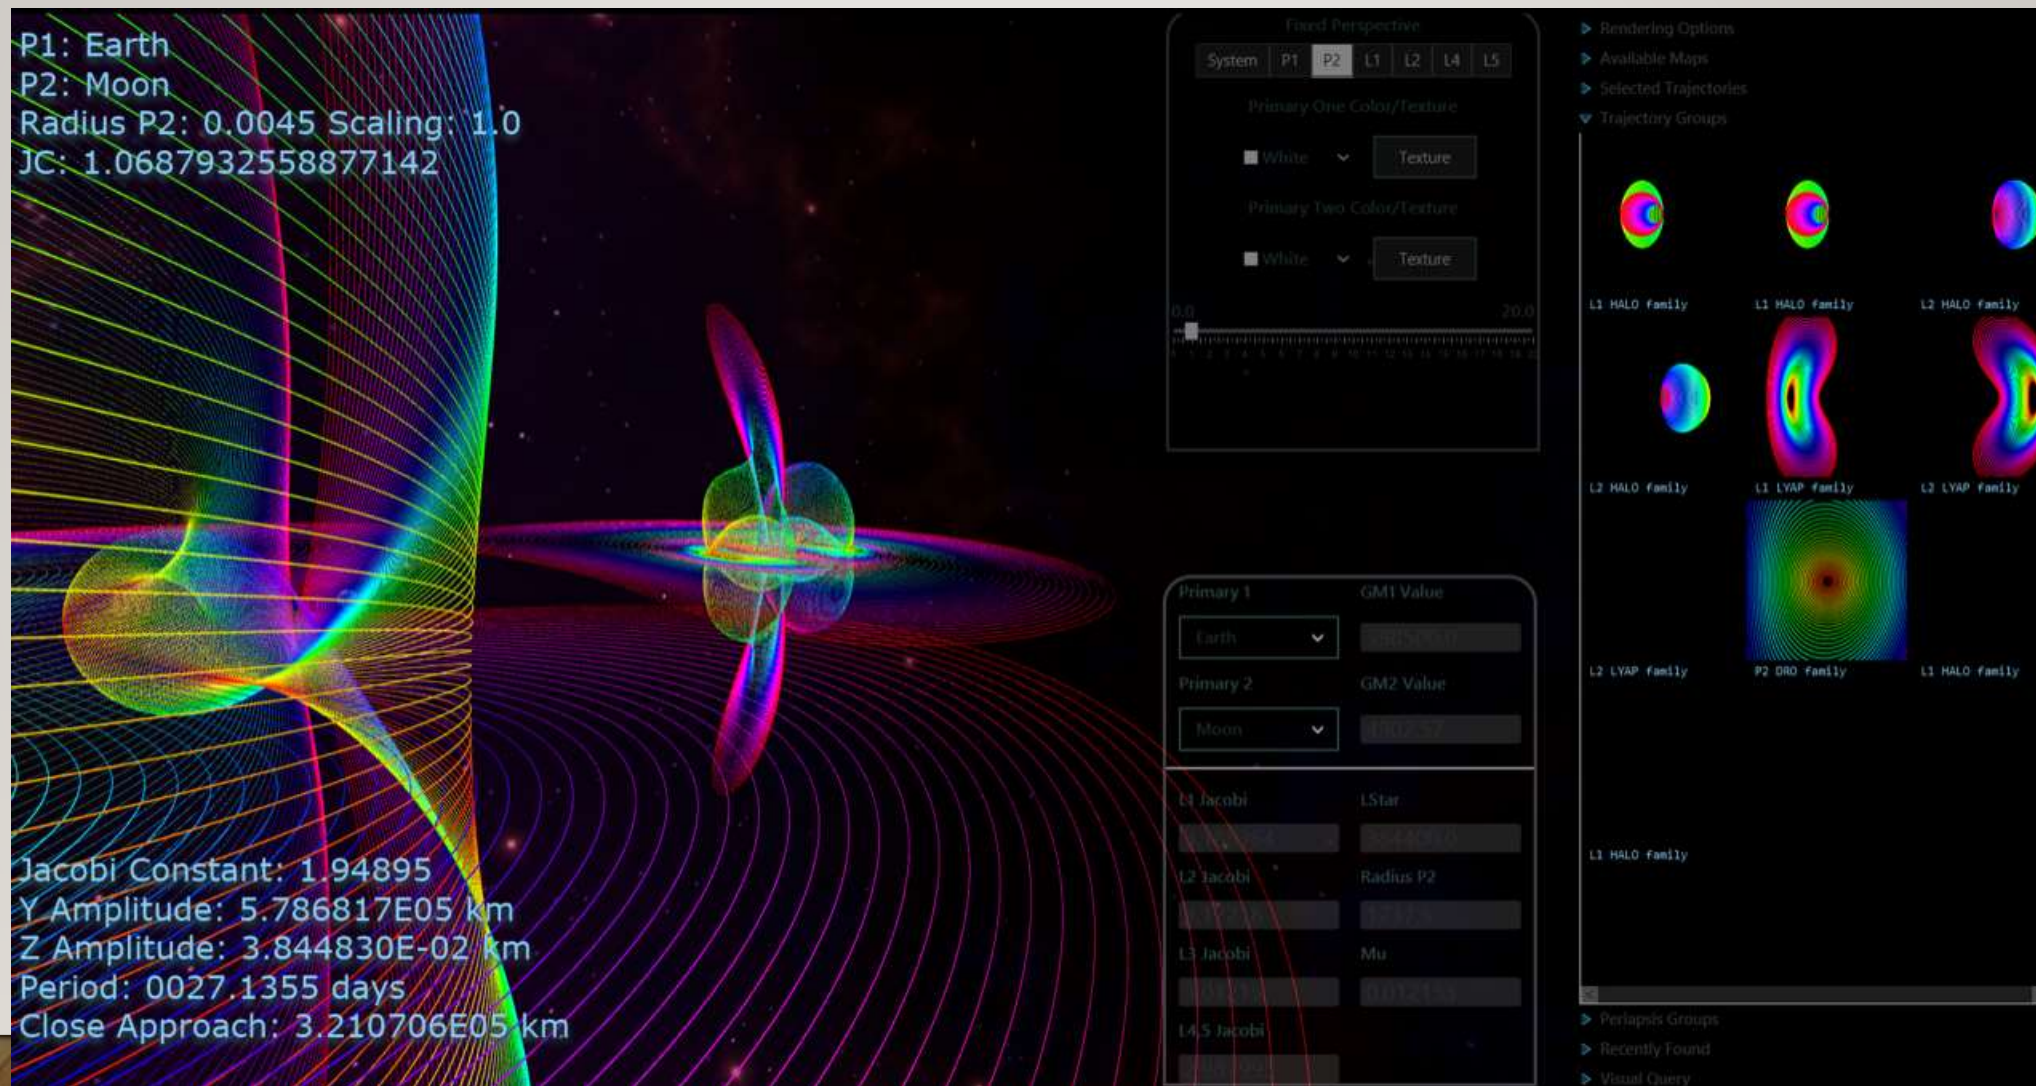 P1: Earth
P2: Moon
Radius P2: 0.0045 Scaling: 1.0
JC: 1.0687932558877142
Jacobi Constant: 1.94895
Y Amplitude: 5.786817E05 km
Z Amplitude: 3.844830E-02 km
Period: 0027.1355 days
Close Approach: 3.210706E05 km
Fixed Perspective
System P1 P2 L1 L2 L4 L5
Primary One Color/Texture
White Texture
Primary Two Color/Texture
White Texture
0.0 20.0
Primary 1 GM1 Value
Earth
Primary 2 GM2 Value
Moon
L1 Jacobi LStar
L2 Jacobi Radius P2
L3 Jacobi Mu
L4,5 Jacobi
Rendering Options
Available Maps
Selected Trajectories
Trajectory Groups
L1 HALO family L1 HALO family L2 HALO family
L2 HALO family L1 LYAP family L2 LYAP family
L2 LYAP family P2 DRO family L1 HALO family
L1 HALO family
Periapsis Groups
Recently Found
Visual Query